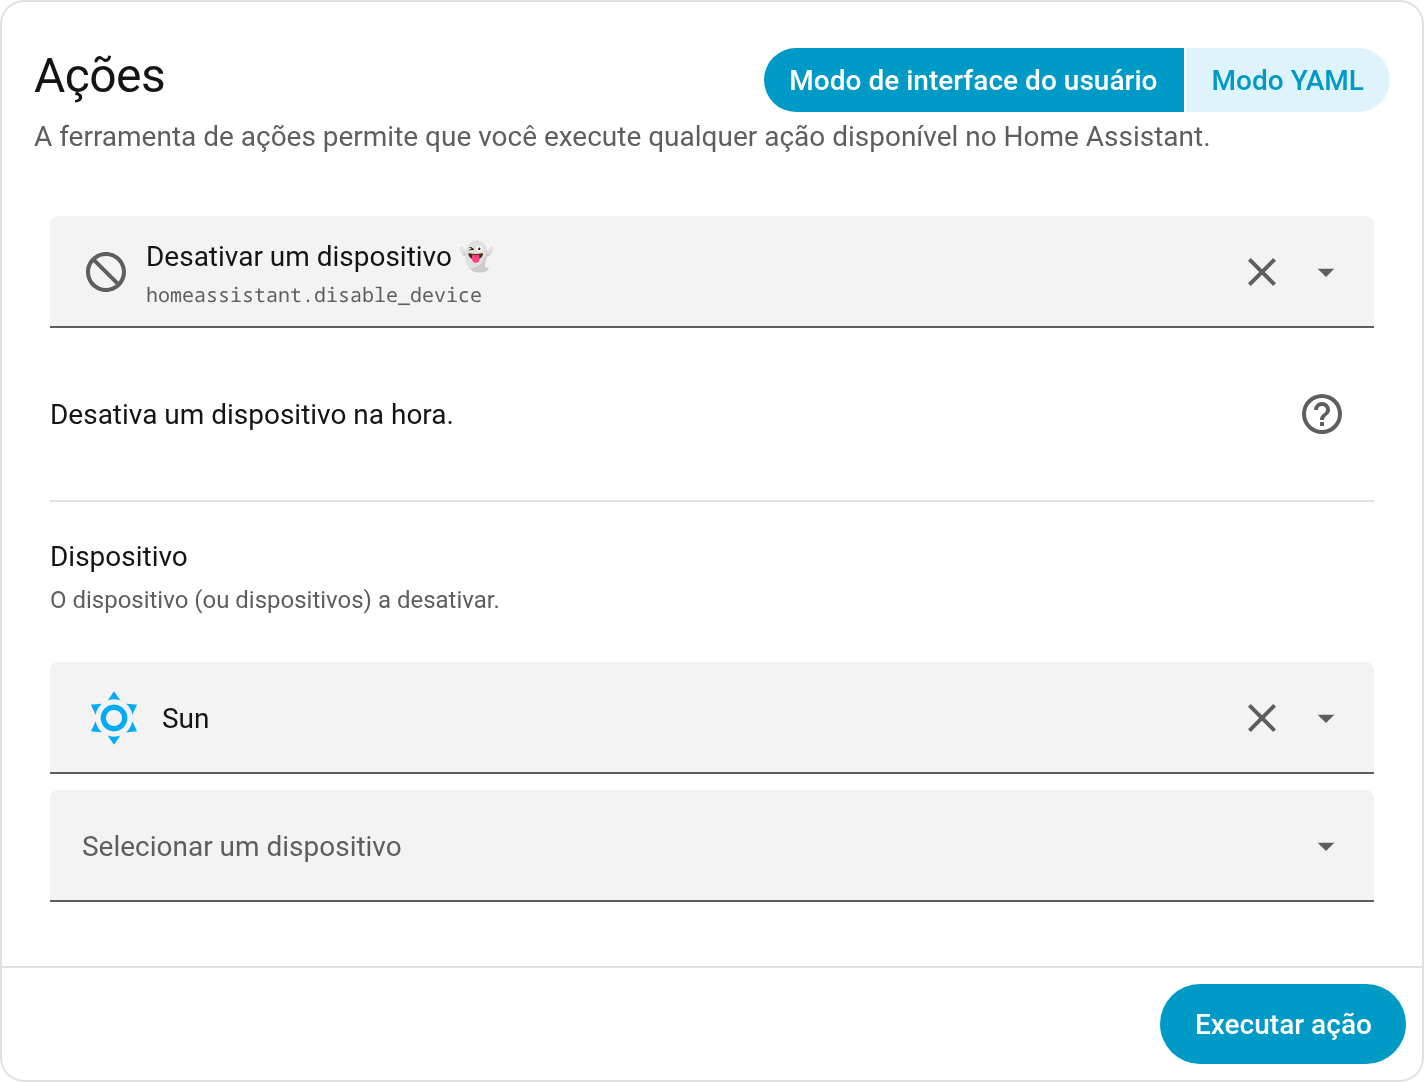 Ações
Modo de interface do usuário
Modo YAML
A ferramenta de ações permite que você execute qualquer ação disponível no Home Assistant.
Desativar um dispositivo 👻
homeassistant.disable_device
Desativa um dispositivo na hora.
Dispositivo
O dispositivo (ou dispositivos) a desativar.
Sun
Selecionar um dispositivo
Executar ação